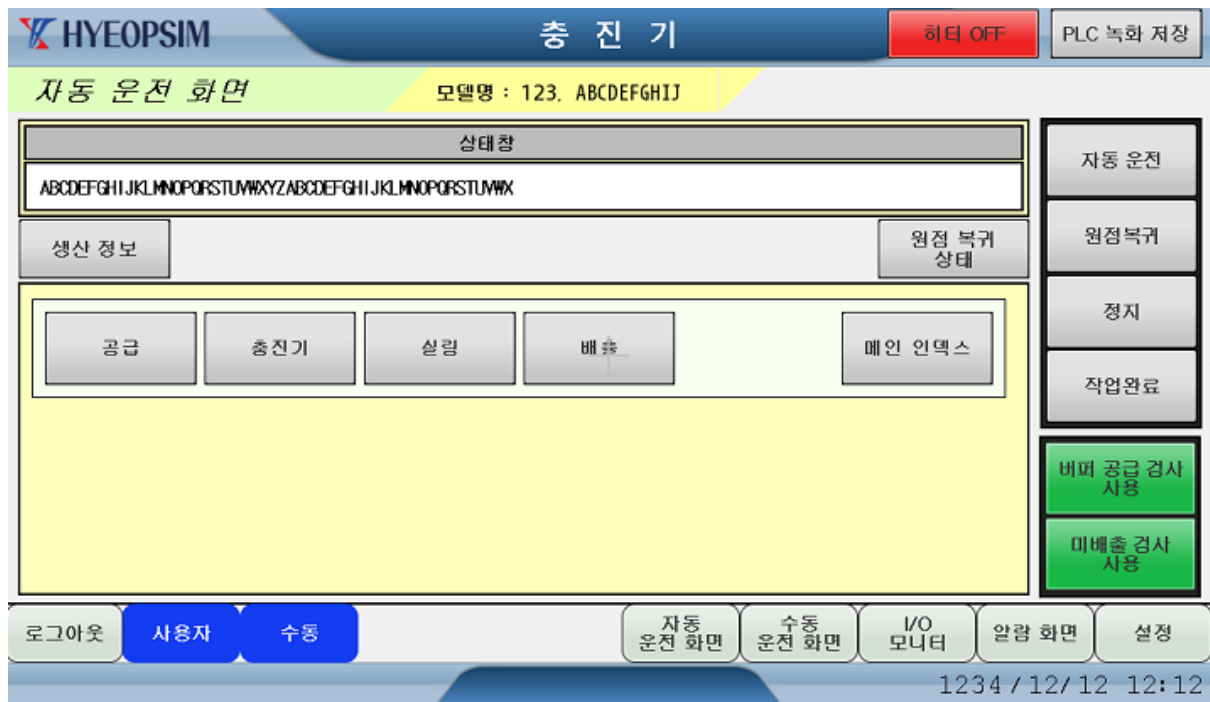 HYEOPSIM
충 진 기
히터 OFF
PLC 녹화 저장
자동 운전 화면
모델명 : 123. ABCDEFGHIJ
상태창
ABCDEFGHIJKLMNOPQRSTUVWXYZABCDEFGHIJKLMNOPQRSTUVWX
자동 운전
생산 정보
원점 복귀
상태
원점복귀
정지
공급
충진기
실링
배출
메인 인덱스
작업완료
버퍼 공급 검사
사용
미배출 검사
사용
로그아웃
사용자
수동
자동
운전 화면
수동
운전 화면
I/O
모니터
알람 화면
설정
1234/12/12 12:12